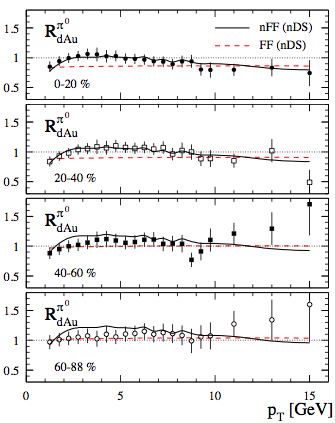 R^π⁰_dAu
nFF (nDS)
FF (nDS)
1.5
1
0.5
0-20 %
R^π⁰_dAu
1.5
1
0.5
20-40 %
R^π⁰_dAu
1.5
1
0.5
40-60 %
R^π⁰_dAu
1.5
1
0.5
60-88 %
0 5 10 15
p_T [GeV]